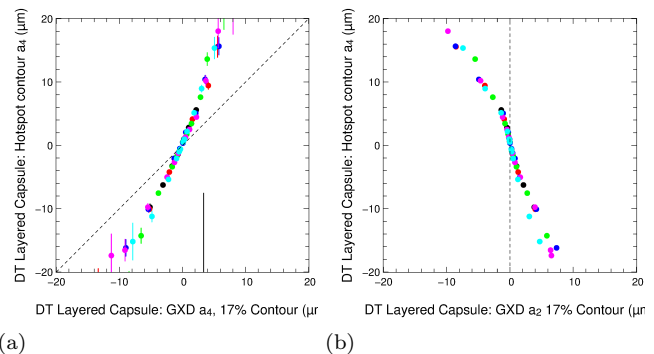 DT Layered Capsule: Hotspot contour a₄ (μm)
20
10
0
−10
−20
−20 −10 0 10 20
DT Layered Capsule: GXD a₄, 17% Contour (μm
(a)
DT Layered Capsule: Hotspot contour a₄ (μm)
20
10
0
−10
−20
−20 −10 0 10 20
DT Layered Capsule: GXD a₂ 17% Contour (μm
(b)